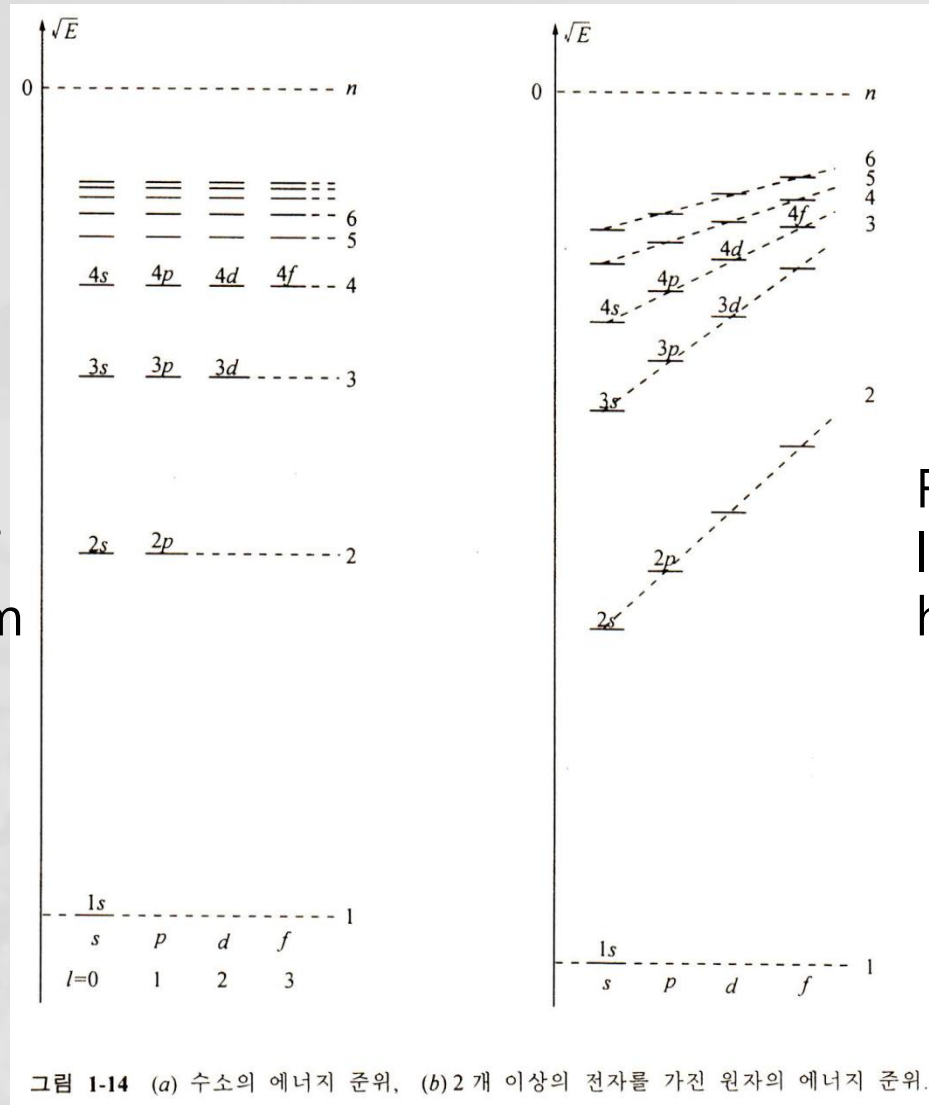 √E
0 n
6
5
4s 4p 4d 4f 4
3s 3p 3d 3
2s 2p 2
1s 1
s p d f
l=0 1 2 3
√E
0 n
6
5
4
3
4s 4p 4d 4f
3s 3p 3d
2
2s 2p
1s 1
s p d f
그림 1-14 (a) 수소의 에너지 준위, (b) 2 개 이상의 전자를 가진 원자의 에너지 준위.